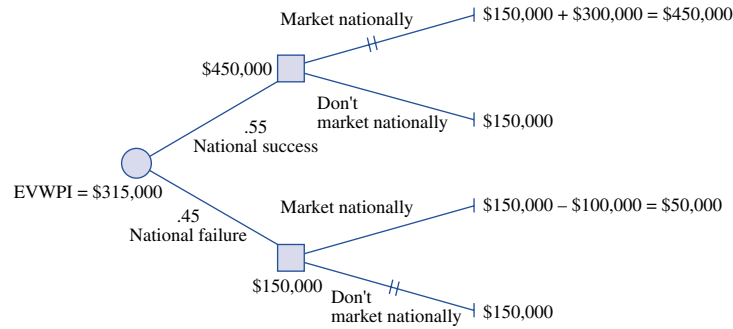 Market nationally
$150,000 + $300,000 = $450,000
$450,000
Don't
market nationally
$150,000
.55
National success
EVWPI = $315,000
.45
National failure
Market nationally
$150,000 – $100,000 = $50,000
$150,000
Don't
market nationally
$150,000